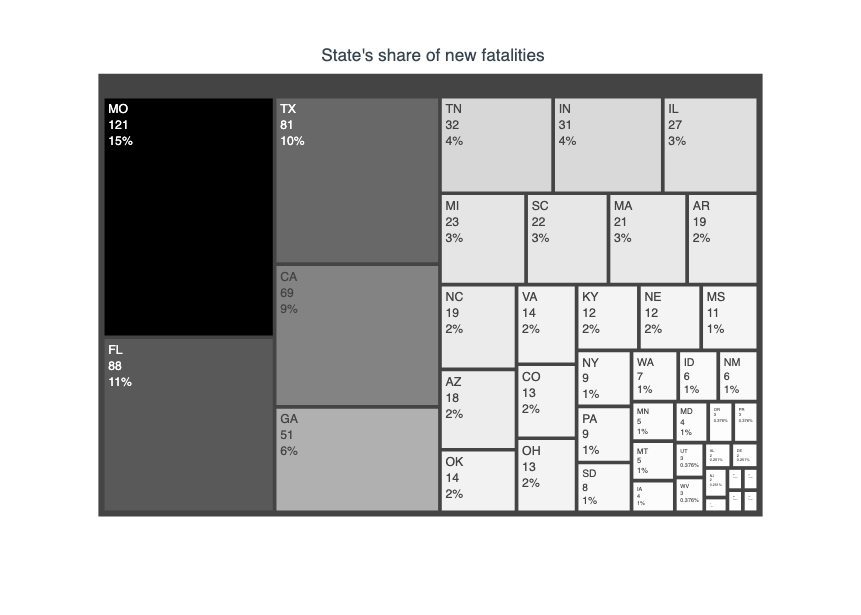 State's share of new fatalities
MO
121
15%
FL
88
11%
TX
81
10%
CA
69
9%
GA
51
6%
TN
32
4%
IN
31
4%
IL
27
3%
MI
23
3%
SC
22
3%
MA
21
3%
AR
19
2%
NC
19
2%
AZ
18
2%
OK
14
2%
VA
14
2%
CO
13
2%
OH
13
2%
KY
12
2%
NE
12
2%
MS
11
1%
NY
9
1%
PA
9
1%
SD
8
1%
WA
7
1%
ID
6
1%
NM
6
1%
MN
5
1%
MT
5
1%
IA
4
1%
MD
4
1%
UT
3
0.376%
WV
3
0.376%
OR
3
0.376%
PR
3
0.376%
2
0.251%
DE
2
0.251%
2
0.251%